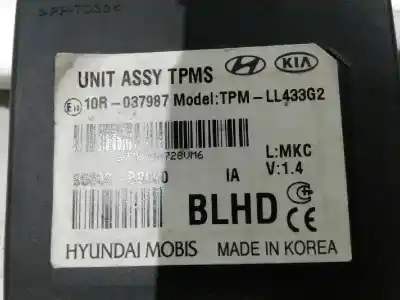 UNIT ASSY TPMS
KIA
10R-037987 Model:TPM-LL433G2
L:MKC
IA
V:1.4
BLHD
CE
HYUNDAI MOBIS MADE IN KOREA